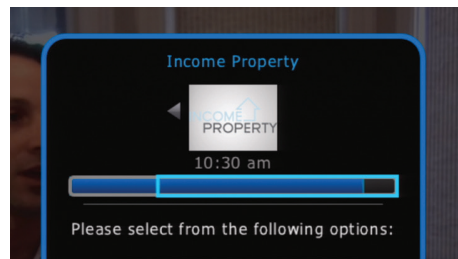 Income Property
INCOME
PROPERTY
10:30 am
Please select from the following options: